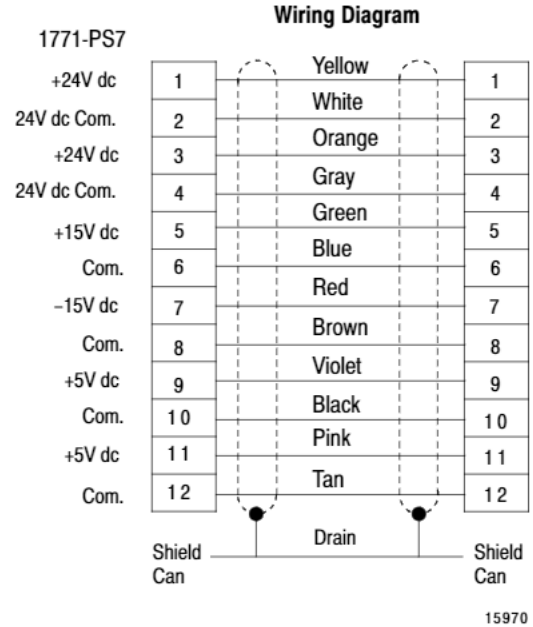 Wiring Diagram
1771-PS7
+24V dc 1 Yellow 1
24V dc Com. 2 White 2
+24V dc 3 Orange 3
24V dc Com. 4 Gray 4
+15V dc 5 Green 5
Com. 6 Blue 6
–15V dc 7 Red 7
Com. 8 Brown 8
+5V dc 9 Violet 9
Com. 10 Black 10
+5V dc 11 Pink 11
Com. 12 Tan 12
Shield Can Drain Shield Can
15970